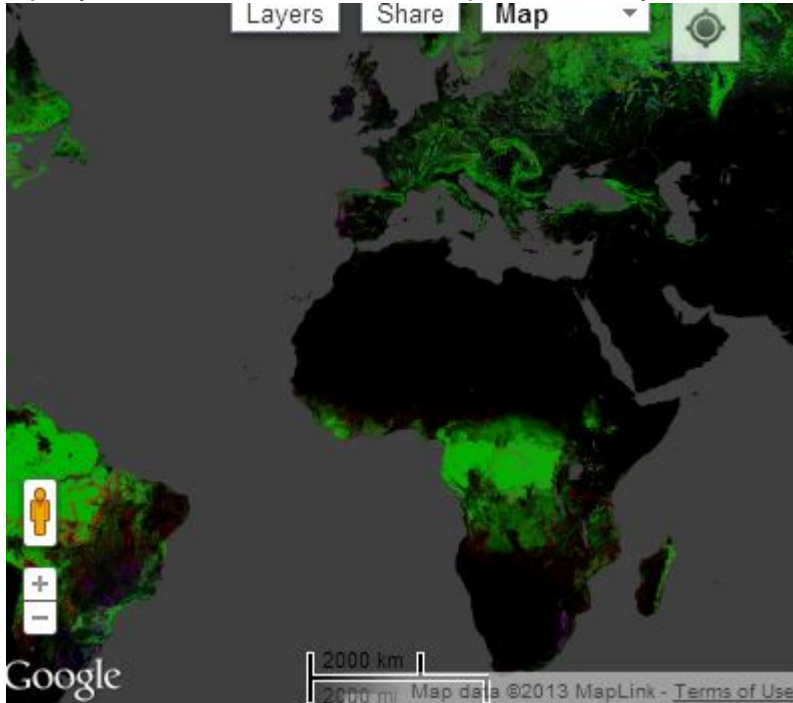 Layers Share Map
+
−
2000 km
2000 mi
Google
Map data ©2013 MapLink - Terms of Use